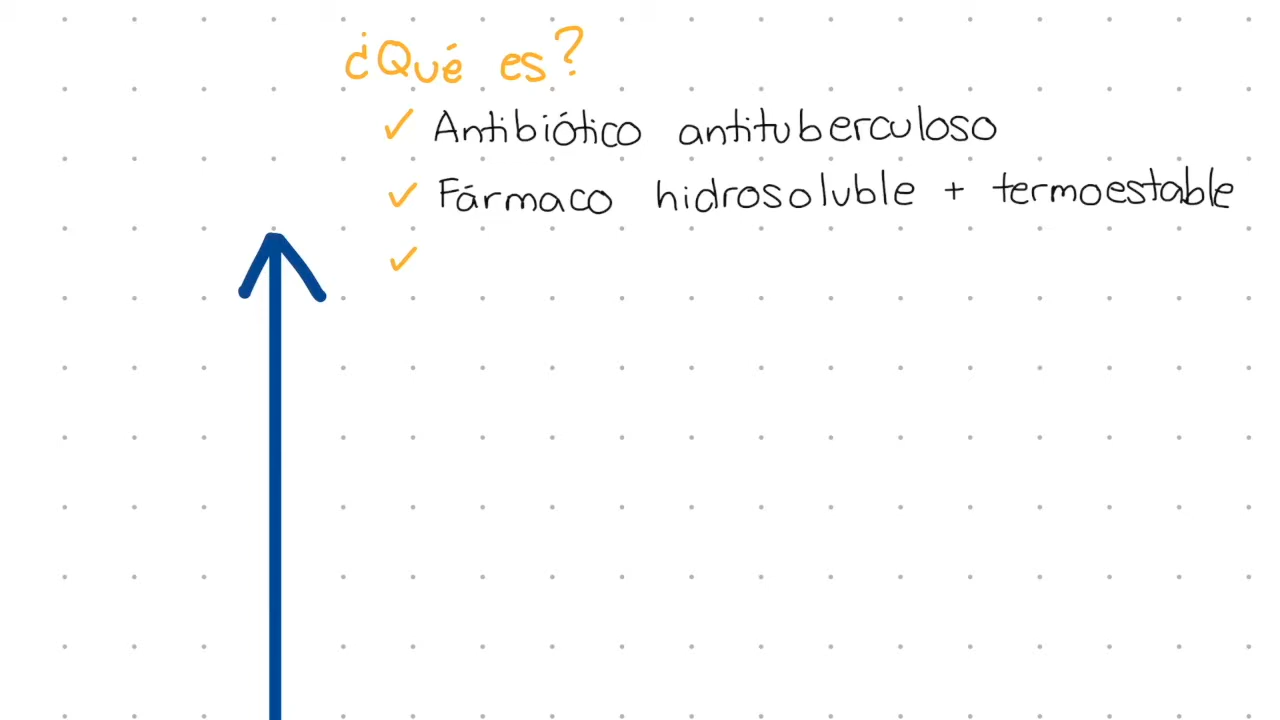 ¿Qué es?
✓ Antibiótico antituberculoso
✓ Fármaco hidrosoluble + termoestable
✓